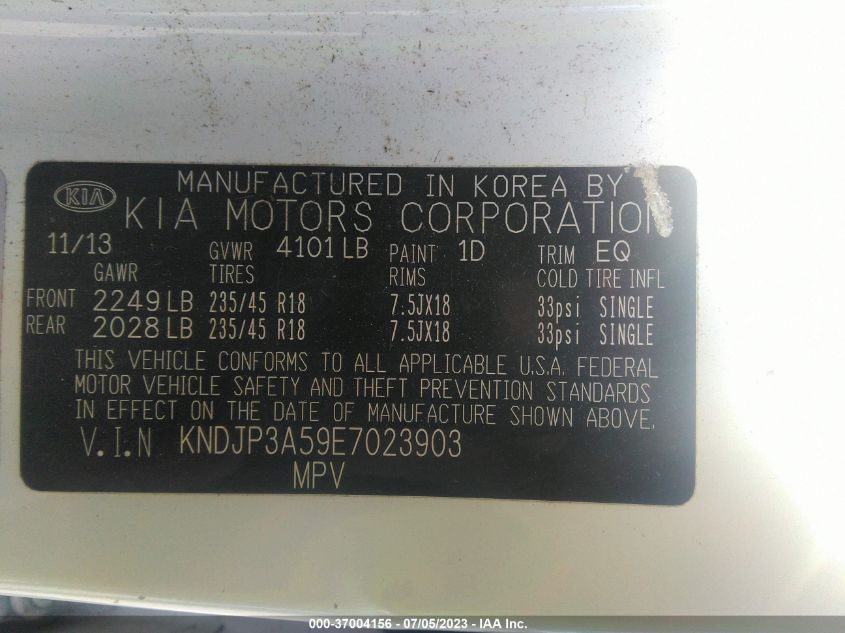 KIA
MANUFACTURED IN KOREA BY
KIA MOTORS CORPORATION
11/13 GVWR 4101 LB PAINT 1D TRIM EQ
GAWR TIRES RIMS COLD TIRE INFL
FRONT 2249 LB 235/45 R18 7.5JX18 33psi SINGLE
REAR 2028 LB 235/45 R18 7.5JX18 33psi SINGLE
THIS VEHICLE CONFORMS TO ALL APPLICABLE U.S.A. FEDERAL
MOTOR VEHICLE SAFETY AND THEFT PREVENTION STANDARDS
IN EFFECT ON THE DATE OF MANUFACTURE SHOWN ABOVE.
V.I.N KNDJP3A59E7023903
MPV
000-37004156 - 07/05/2023 - IAA Inc.